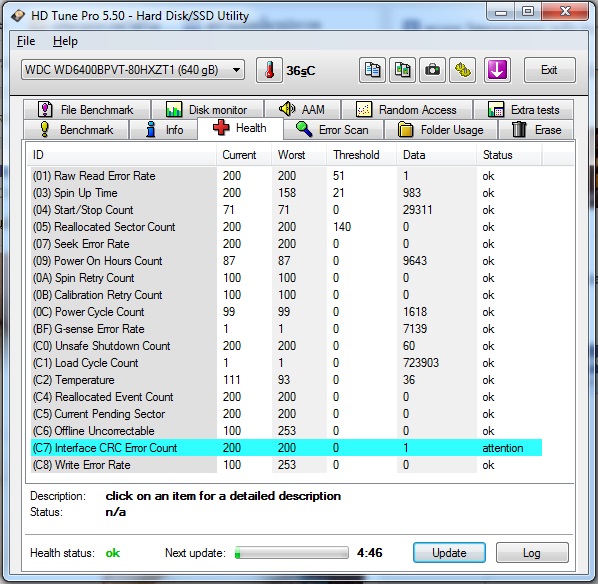 HD Tune Pro 5.50 - Hard Disk/SSD Utility
File Help
WDC WD6400BPVT-80HXZT1 (640 gB) 36ɕC Exit
File Benchmark Disk monitor AAM Random Access Extra tests
Benchmark Info Health Error Scan Folder Usage Erase
ID Current Worst Threshold Data Status
(01) Raw Read Error Rate 200 200 51 1 ok
(03) Spin Up Time 200 158 21 983 ok
(04) Start/Stop Count 71 71 0 29311 ok
(05) Reallocated Sector Count 200 200 140 0 ok
(07) Seek Error Rate 200 200 0 0 ok
(09) Power On Hours Count 87 87 0 9643 ok
(0A) Spin Retry Count 100 100 0 0 ok
(0B) Calibration Retry Count 100 100 0 0 ok
(0C) Power Cycle Count 99 99 0 1618 ok
(BF) G-sense Error Rate 1 1 0 7139 ok
(C0) Unsafe Shutdown Count 200 200 0 60 ok
(C1) Load Cycle Count 1 1 0 723903 ok
(C2) Temperature 111 93 0 36 ok
(C4) Reallocated Event Count 200 200 0 0 ok
(C5) Current Pending Sector 200 200 0 0 ok
(C6) Offline Uncorrectable 100 253 0 0 ok
(C7) Interface CRC Error Count 200 200 0 1 attention
(C8) Write Error Rate 100 253 0 0 ok
Description: click on an item for a detailed description
Status: n/a
Health status: ok Next update: 4:46 Update Log